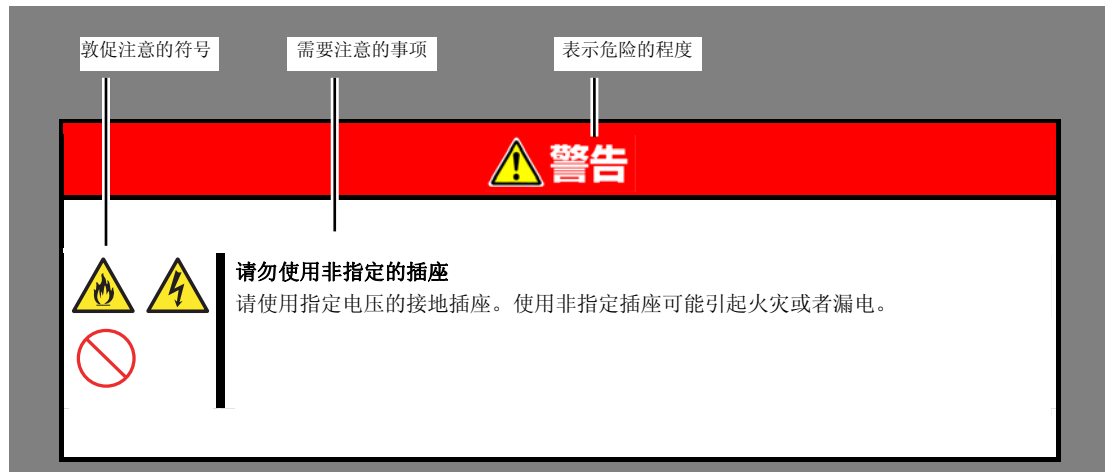 敦促注意的符号
需要注意的事项
表示危险的程度
警告
请勿使用非指定的插座
请使用指定电压的接地插座。使用非指定插座可能引起火灾或者漏电。